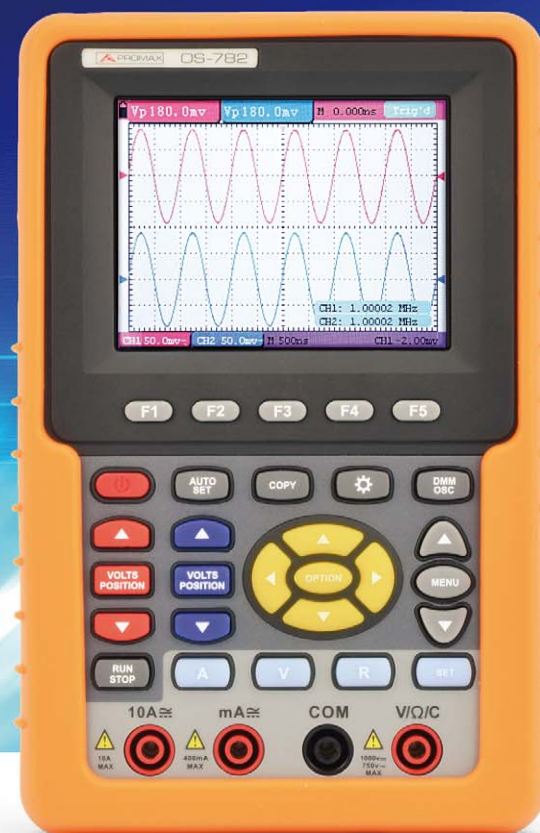 PROMAX OS-782
Vp180.0mv Vp180.0mv M 0.000ns Trig'd
CH1: 1.00002 MHz
CH2: 1.00002 MHz
CH1 50.0mv~ CH2 50.0mv~ M 500ns CH1-2.00mv
F1 F2 F3 F4 F5
AUTO SET COPY DMM OSC
VOLTS POSITION VOLTS POSITION OPTION MENU
RUN STOP A V R SET
10A≅ mA≅ COM V/Ω/C
10A MAX 400mA MAX 1000v⎓ 750v~ MAX